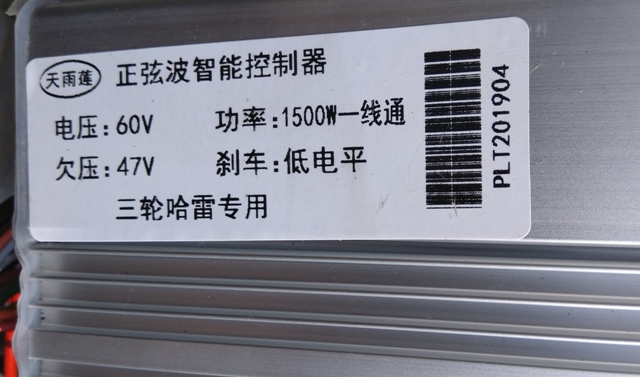 天雨莲 正弦波智能控制器
电压:60V 功率:1500W一线通
欠压:47V 刹车:低电平
三轮哈雷专用
PLT201904